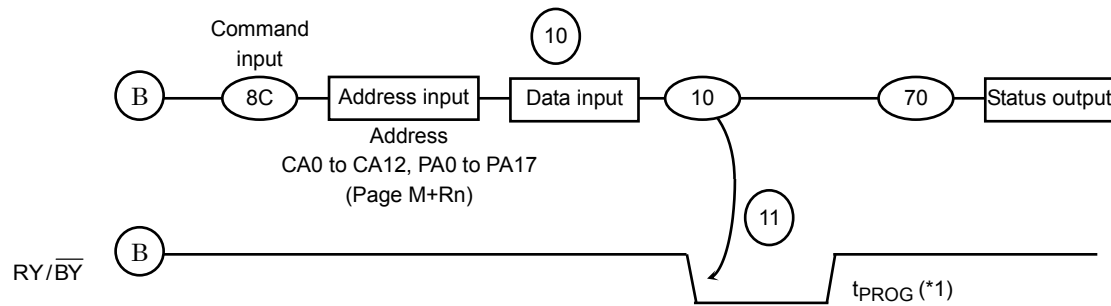 Command
input
10
B
8C
Address input
Data input
10
70
Status output
Address
CA0 to CA12, PA0 to PA17
(Page M+Rn)
11
B
RY/BY
tPROG (*1)